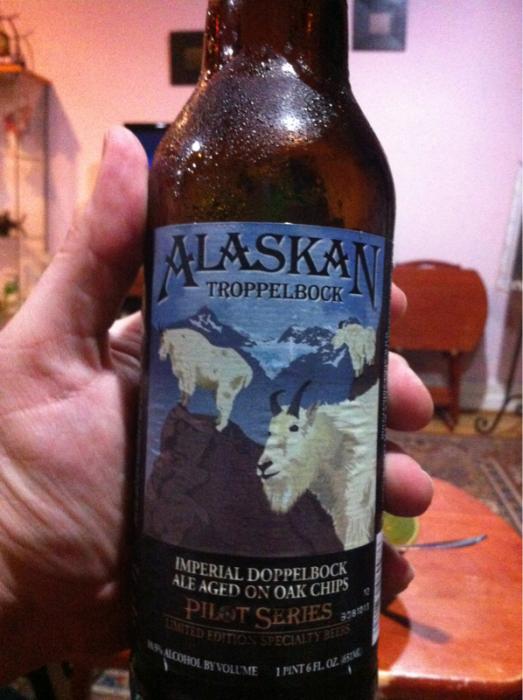 ALASKAN
TROPPELBOCK
IMPERIAL DOPPELBOCK
ALE AGED ON OAK CHIPS
PILOT SERIES
LIMITED EDITION SPECIALTY BEERS
ALCOHOL BY VOLUME 1 PINT 6 FL. OZ. (651ML)